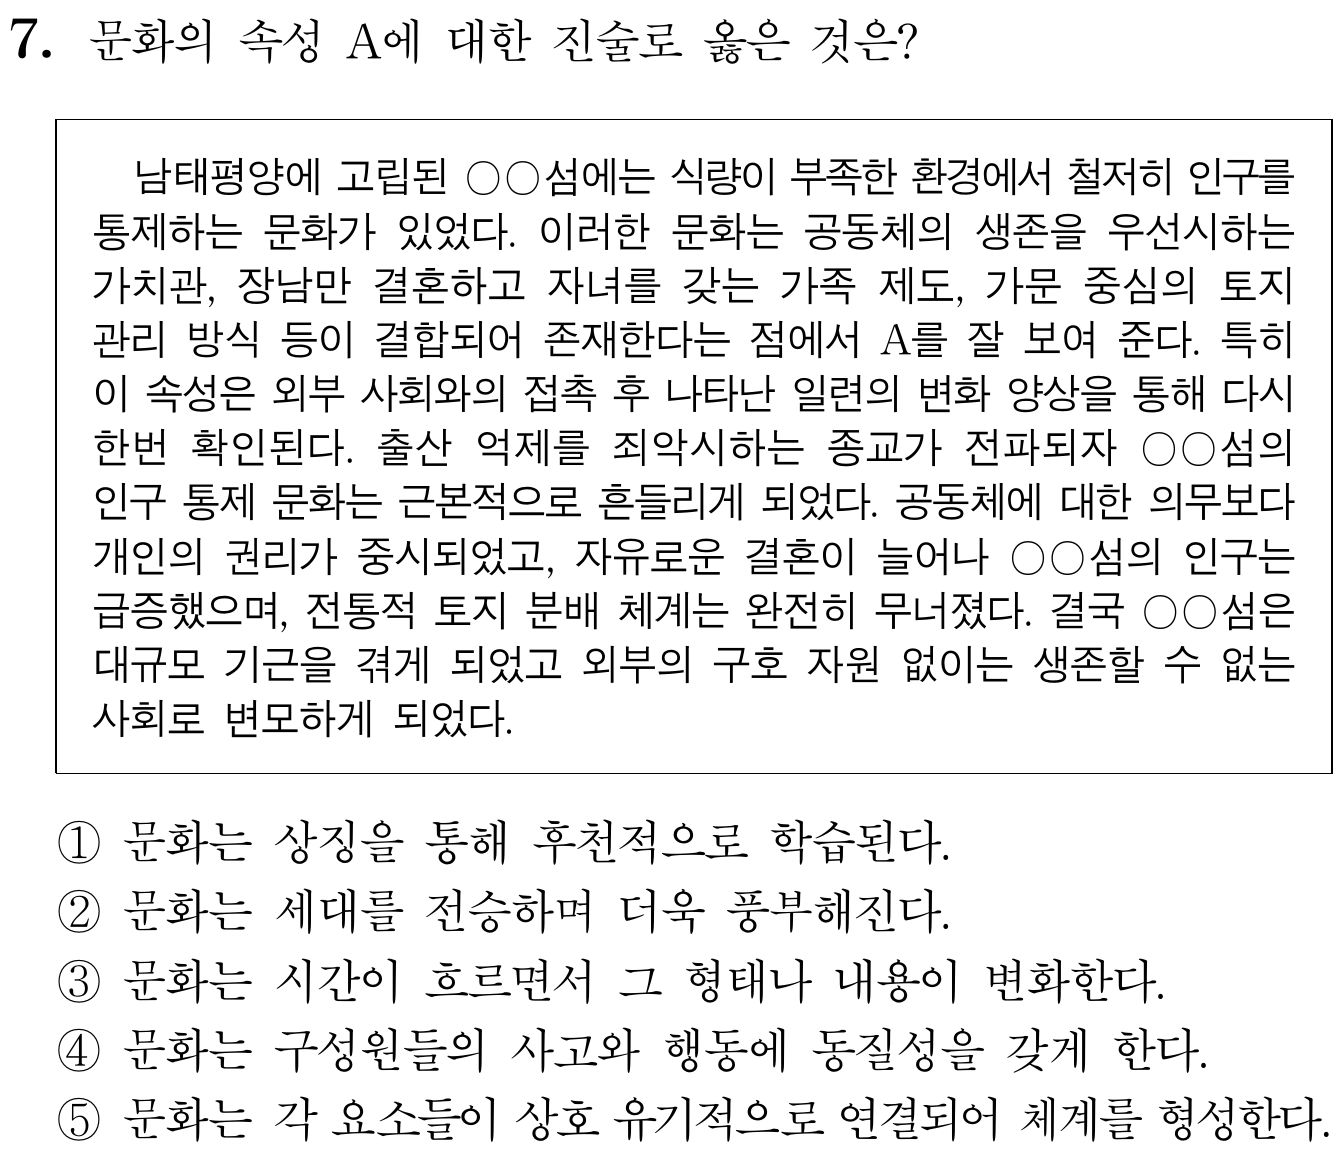 7. 문화의 속성 A에 대한 진술로 옳은 것은?
남태평양에 고립된 ○○섬에는 식량이 부족한 환경에서 철저히 인구를
통제하는 문화가 있었다. 이러한 문화는 공동체의 생존을 우선시하는
가치관, 장남만 결혼하고 자녀를 갖는 가족 제도, 가문 중심의 토지
관리 방식 등이 결합되어 존재한다는 점에서 A를 잘 보여 준다. 특히
이 속성은 외부 사회와의 접촉 후 나타난 일련의 변화 양상을 통해 다시
한번 확인된다. 출산 억제를 죄악시하는 종교가 전파되자 ○○섬의
인구 통제 문화는 근본적으로 흔들리게 되었다. 공동체에 대한 의무보다
개인의 권리가 중시되었고, 자유로운 결혼이 늘어나 ○○섬의 인구는
급증했으며, 전통적 토지 분배 체계는 완전히 무너졌다. 결국 ○○섬은
대규모 기근을 겪게 되었고 외부의 구호 자원 없이는 생존할 수 없는
사회로 변모하게 되었다.
① 문화는 상징을 통해 후천적으로 학습된다.
② 문화는 세대를 전승하며 더욱 풍부해진다.
③ 문화는 시간이 흐르면서 그 형태나 내용이 변화한다.
④ 문화는 구성원들의 사고와 행동에 동질성을 갖게 한다.
⑤ 문화는 각 요소들이 상호 유기적으로 연결되어 체계를 형성한다.